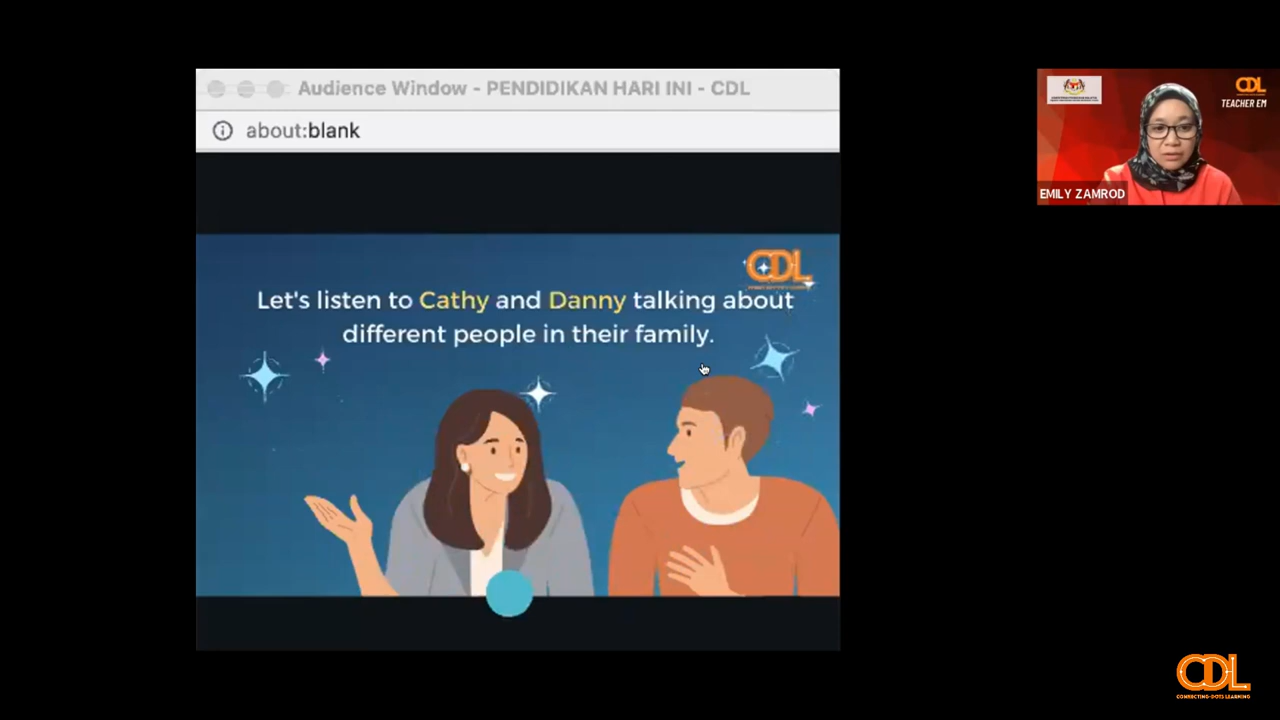 Audience Window - PENDIDIKAN HARI INI - CDL
about:blank
CDL
TEACHER EM
EMILY ZAMROD
CDL
Let's listen to Cathy and Danny talking about
different people in their family.
CDL
CONNECTING-DOTS LEARNING